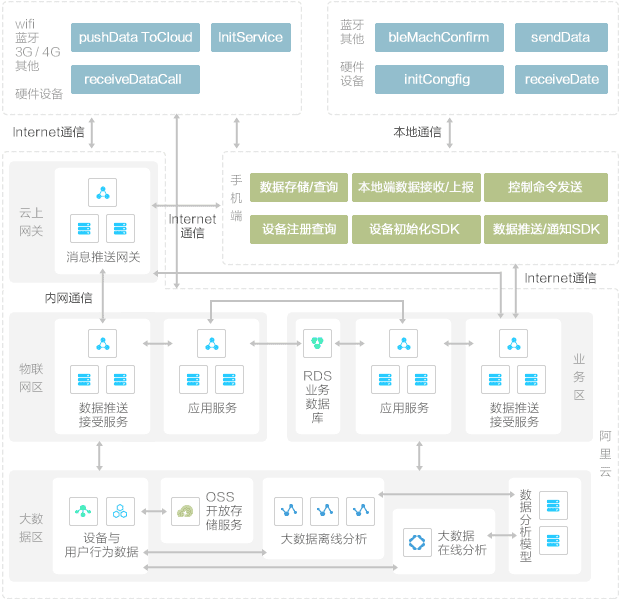 wifi
蓝牙
3G / 4G
其他
硬件设备
pushData ToCloud
InitService
receiveDataCall
蓝牙
其他
硬件
设备
bleMachConfirm
sendData
initCongfig
receiveDate
Internet通信
本地通信
云上
网关
消息推送网关
Internet
通信
手
机
端
数据存储/查询
本地端数据接收/上报
控制命令发送
设备注册查询
设备初始化SDK
数据推送/通知SDK
内网通信
Internet通信
物联
网区
数据推送
接受服务
应用服务
RDS
业务
数据
库
应用服务
数据推送
接受服务
业
务
区
阿
里
云
大数
据区
设备与
用户行为数据
OSS
开放存
储服务
大数据离线分析
大数据
在线分析
数
据
分
析
模
型